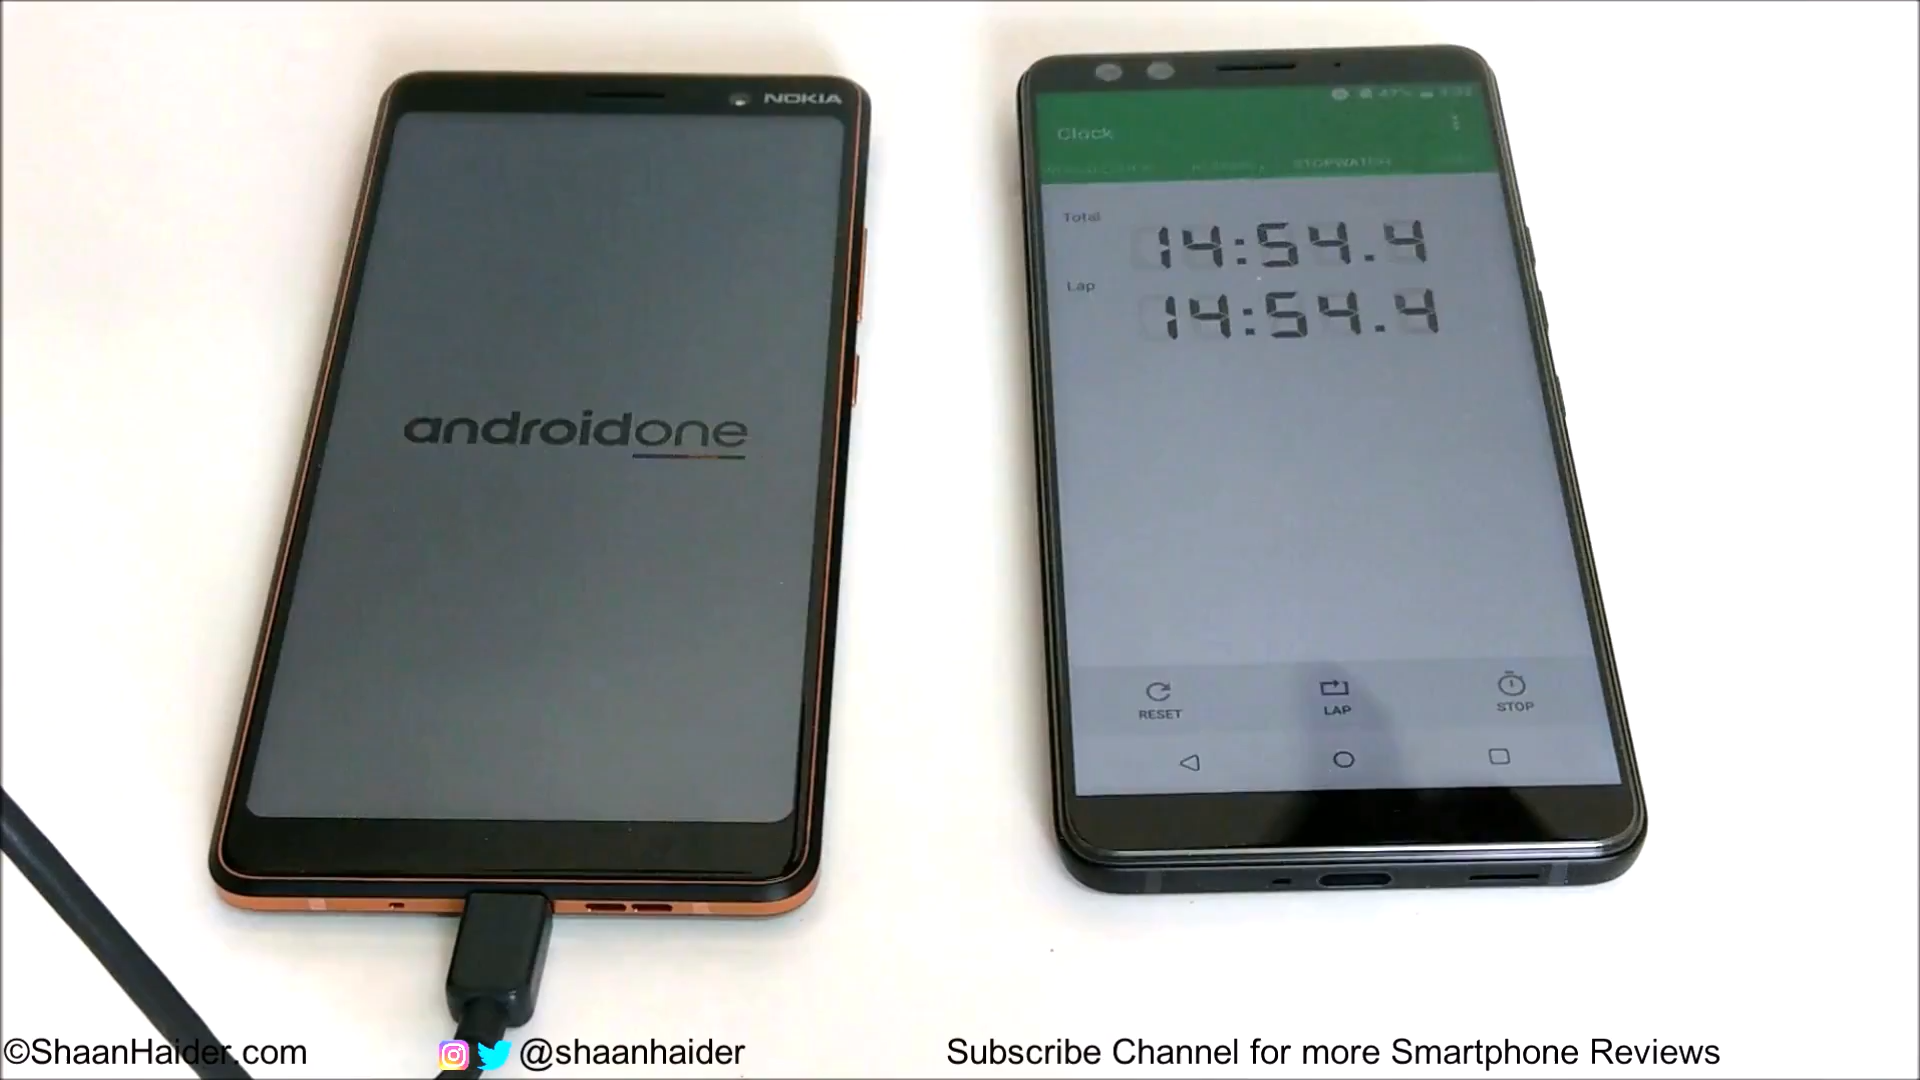 NOKIA
androidone
47%
Clock
STOPWATCH
Total
14:54.4
Lap
14:54.4
RESET
LAP
STOP
©ShaanHaider.com
@shaanhaider
Subscribe Channel for more Smartphone Reviews